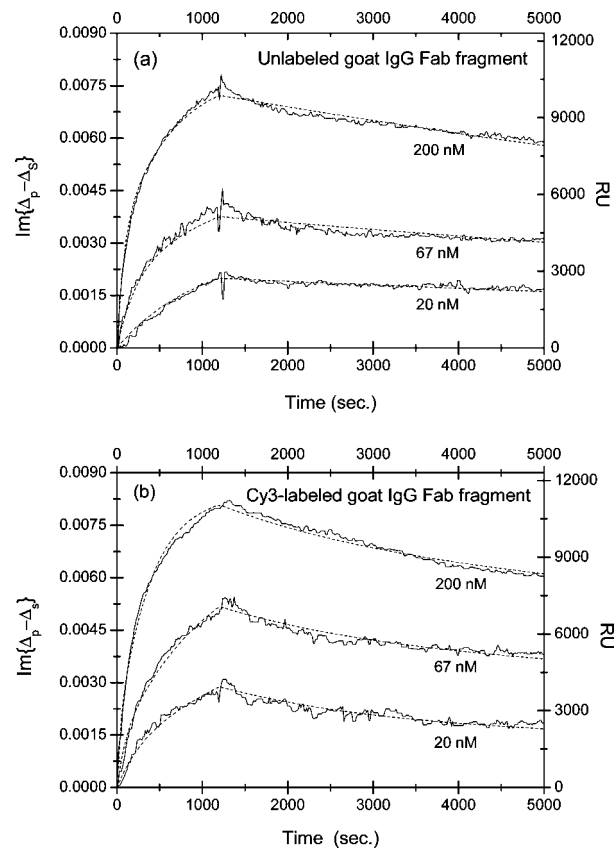 0 1000 2000 3000 4000 5000
0.0090
0.0075
0.0060
0.0045
0.0030
0.0015
0.0000
Im{Δp−Δs}
(a)
Unlabeled goat IgG Fab fragment
200 nM
67 nM
20 nM
12000
9000
6000
3000
0
RU
0 1000 2000 3000 4000 5000
Time (sec.)
0 1000 2000 3000 4000 5000
0.0090
0.0075
0.0060
0.0045
0.0030
0.0015
0.0000
Im{Δp−Δs}
(b)
Cy3-labeled goat IgG Fab fragment
200 nM
67 nM
20 nM
12000
9000
6000
3000
0
RU
0 1000 2000 3000 4000 5000
Time (sec.)